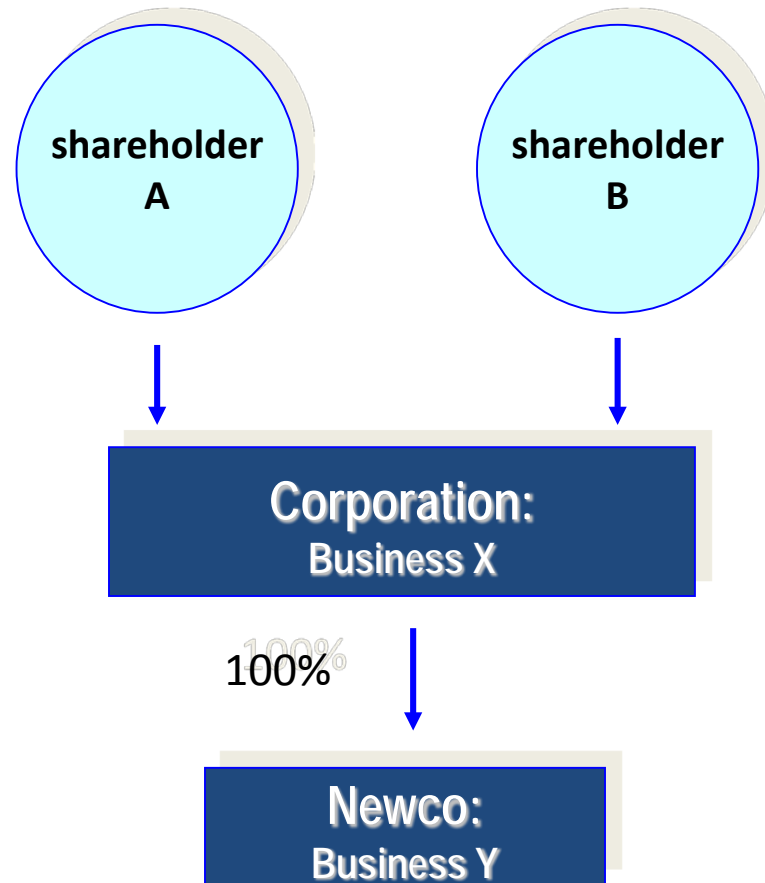 shareholder
A
shareholder
B
Corporation:
Business X
100%
Newco:
Business Y